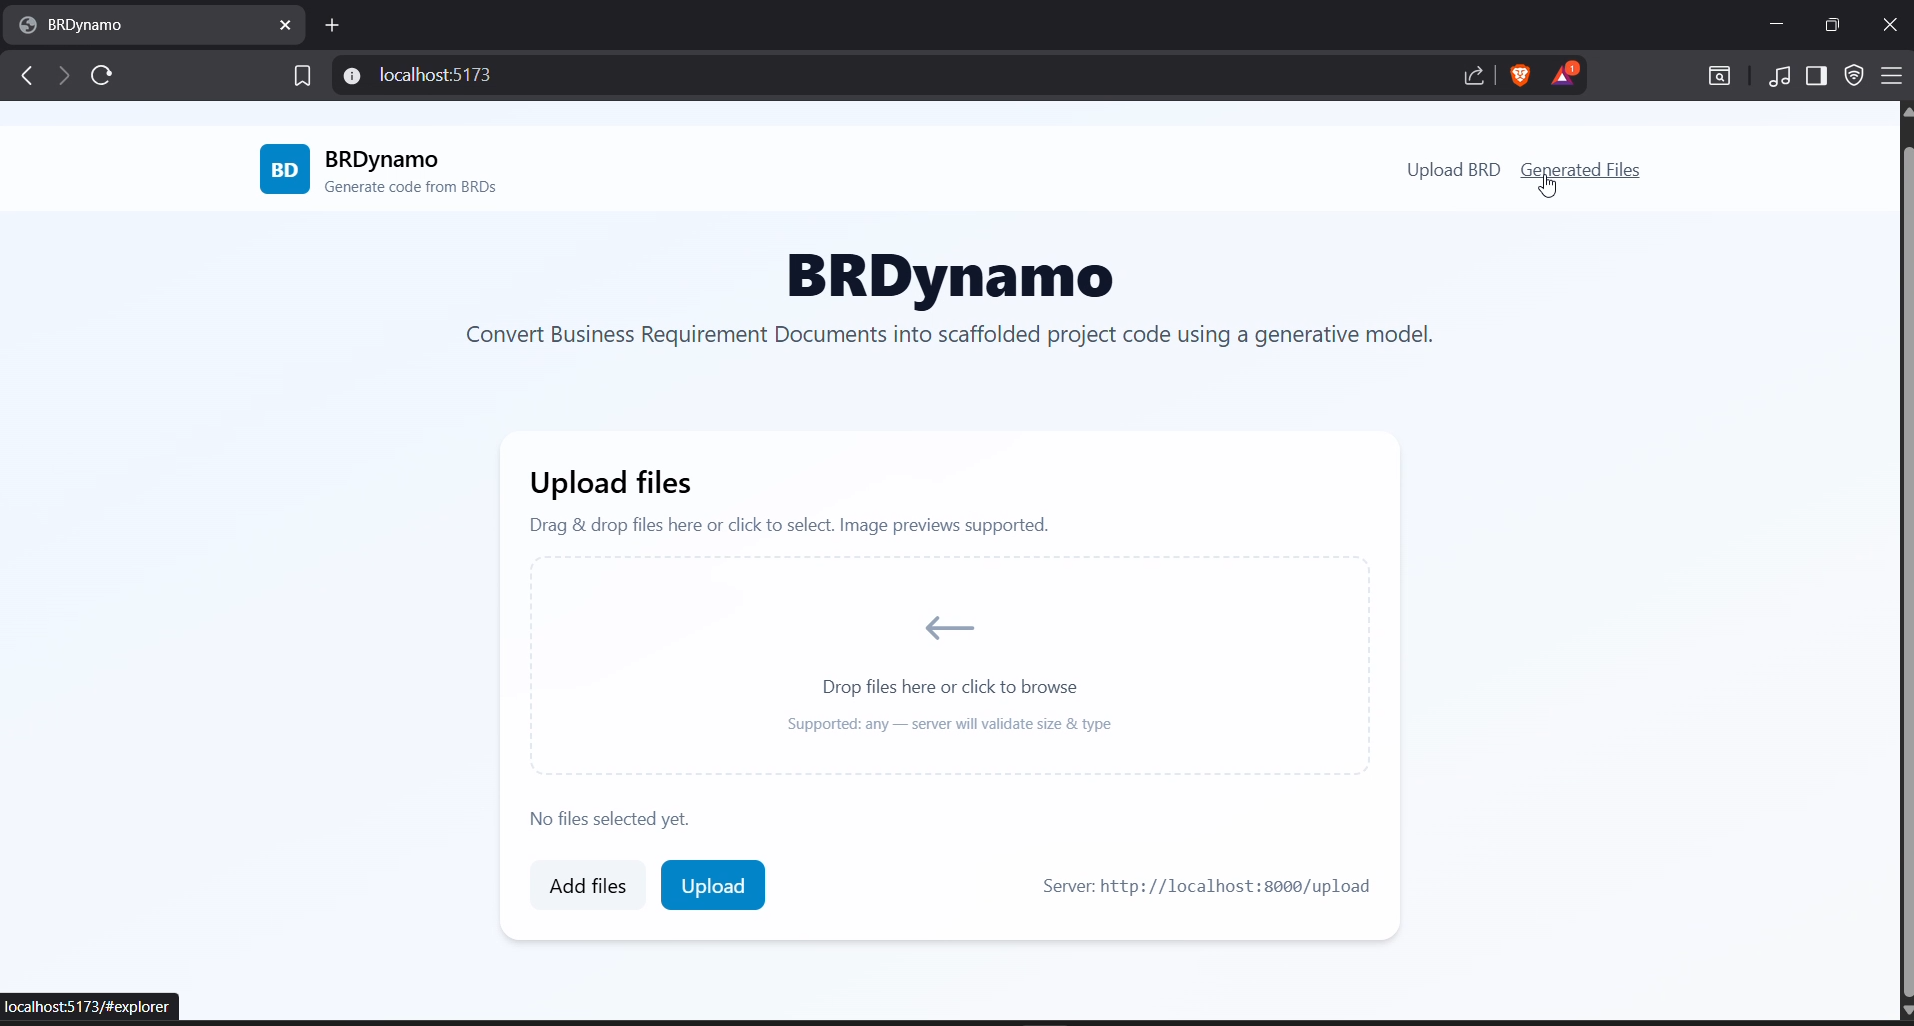 BRDynamo
localhost:5173
1
BD
BRDynamo
Generate code from BRDs
Upload BRD
Generated Files
BRDynamo
Convert Business Requirement Documents into scaffolded project code using a generative model.
Upload files
Drag & drop files here or click to select. Image previews supported.
Drop files here or click to browse
Supported: any — server will validate size & type
No files selected yet.
Add files
Upload
Server: http://localhost:8000/upload
localhost:5173/#explorer